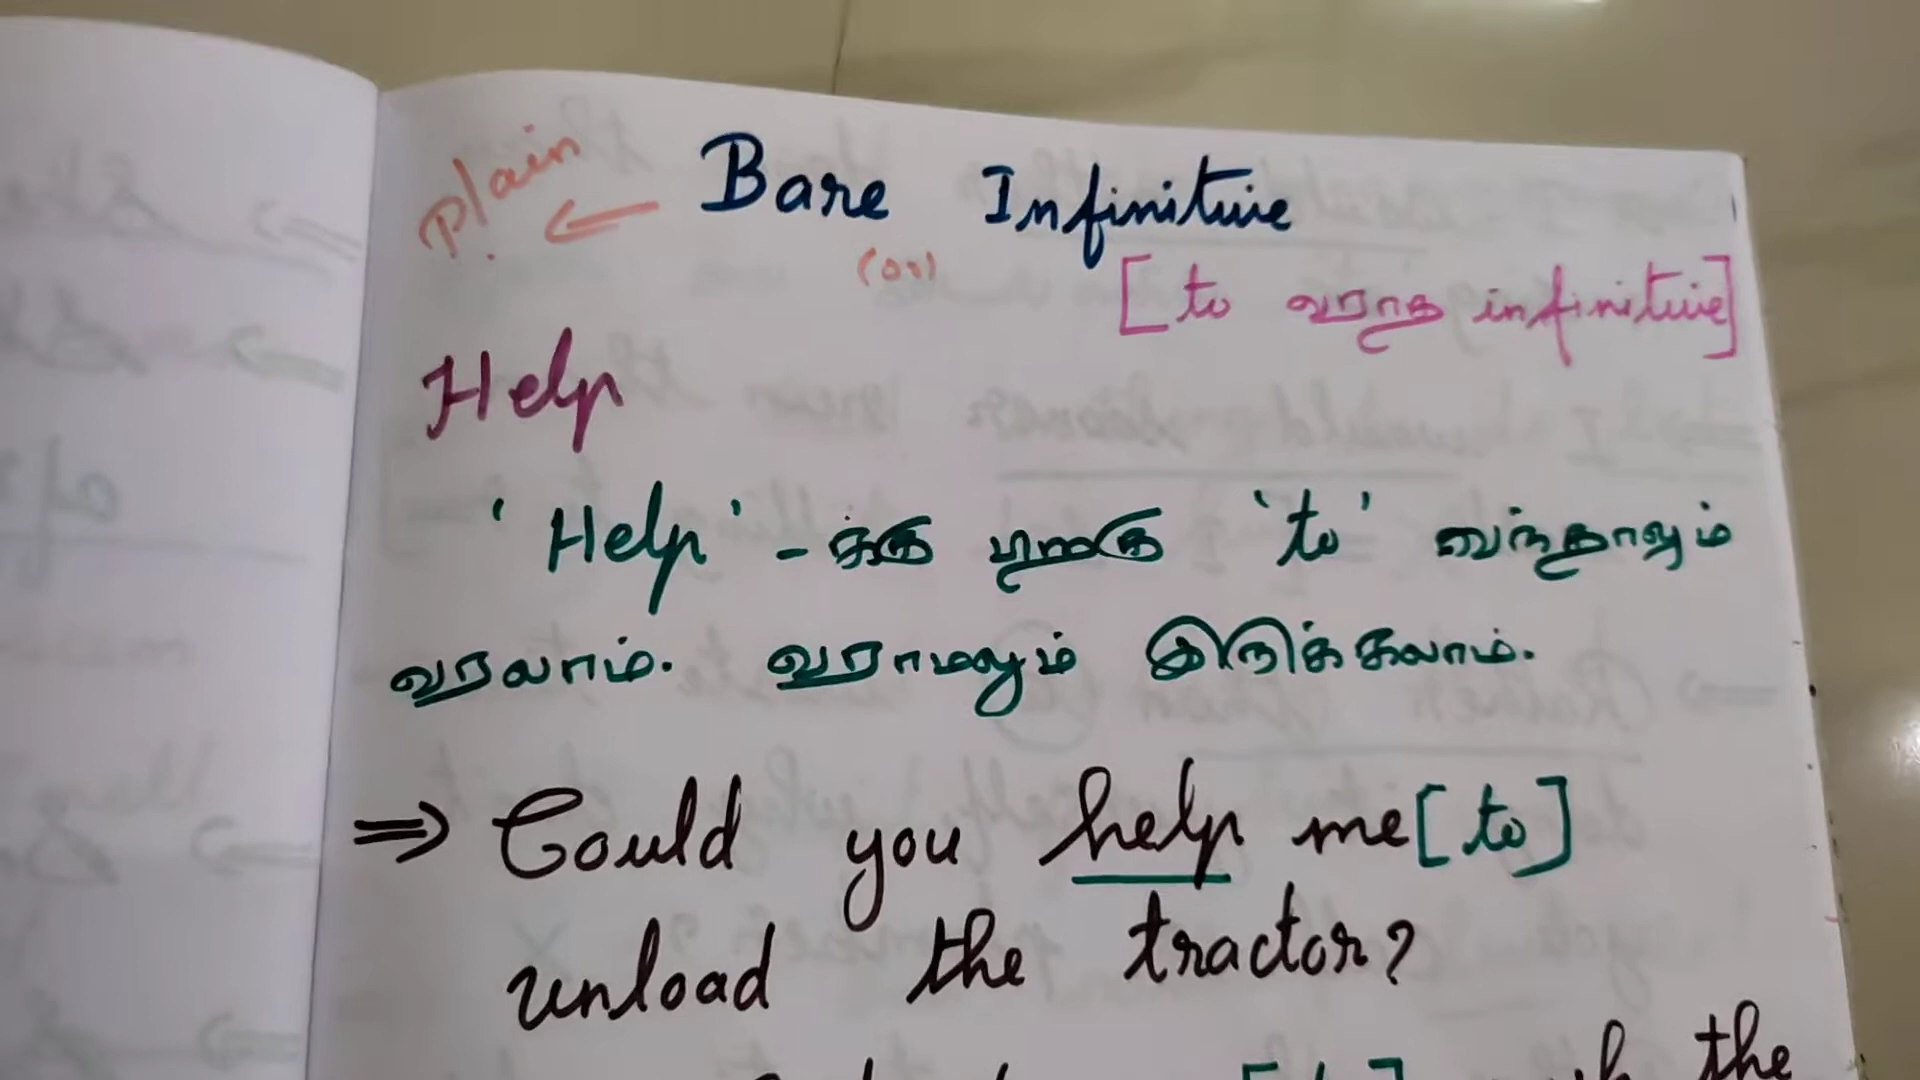 Plain ← Bare Infinitive
(or)
[to வராத infinitive]
Help
'Help' - க்கு பிறகு 'to' வந்தாலும்
வரலாம். வராமலும் இருக்கலாம்.
⇒ Could you help me [to]
unload the tractor?
the